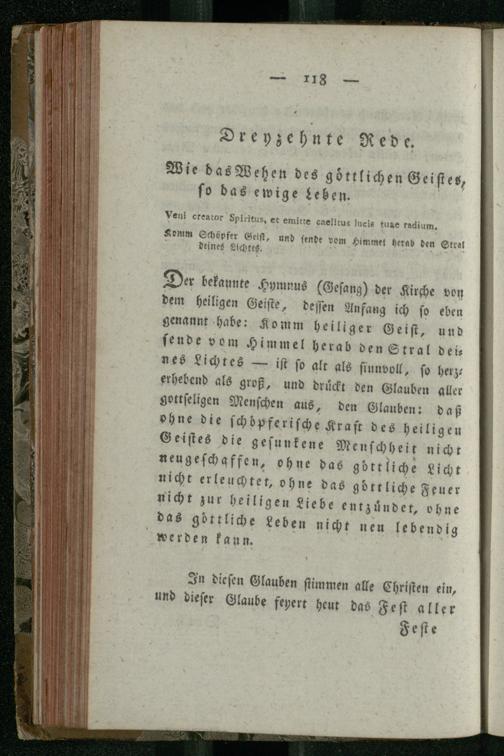 — 118 —
Dreyzehnte Rede.
Wie das Wehen des göttlichen Geistes,
so das ewige Leben.
Veni creator Spiritus, et emitte caelitus lucis tuae radium.
Komm Schöpfer Geist, und sende vom Himmel herab den Stral
deines Lichtes.
Der bekannte Hymnus (Gesang) der Kirche von
dem heiligen Geiste, dessen Anfang ich so eben
genannt habe: Komm heiliger Geist, und
sende vom Himmel herab den Stral dei-
nes Lichtes — ist so alt als sinnvoll, so herz-
erhebend als groß, und drückt den Glauben aller
gottseligen Menschen aus, den Glauben: daß
ohne die schöpferische Kraft des heiligen
Geistes die gesunkene Menschheit nicht
neugeschaffen, ohne das göttliche Licht
nicht erleuchtet, ohne das göttliche Feuer
nicht zur heiligen Liebe entzündet, ohne
das göttliche Leben nicht neu lebendig
werden kann.
In diesen Glauben stimmen alle Christen ein,
und dieser Glaube feyert heut das Fest aller
Feste